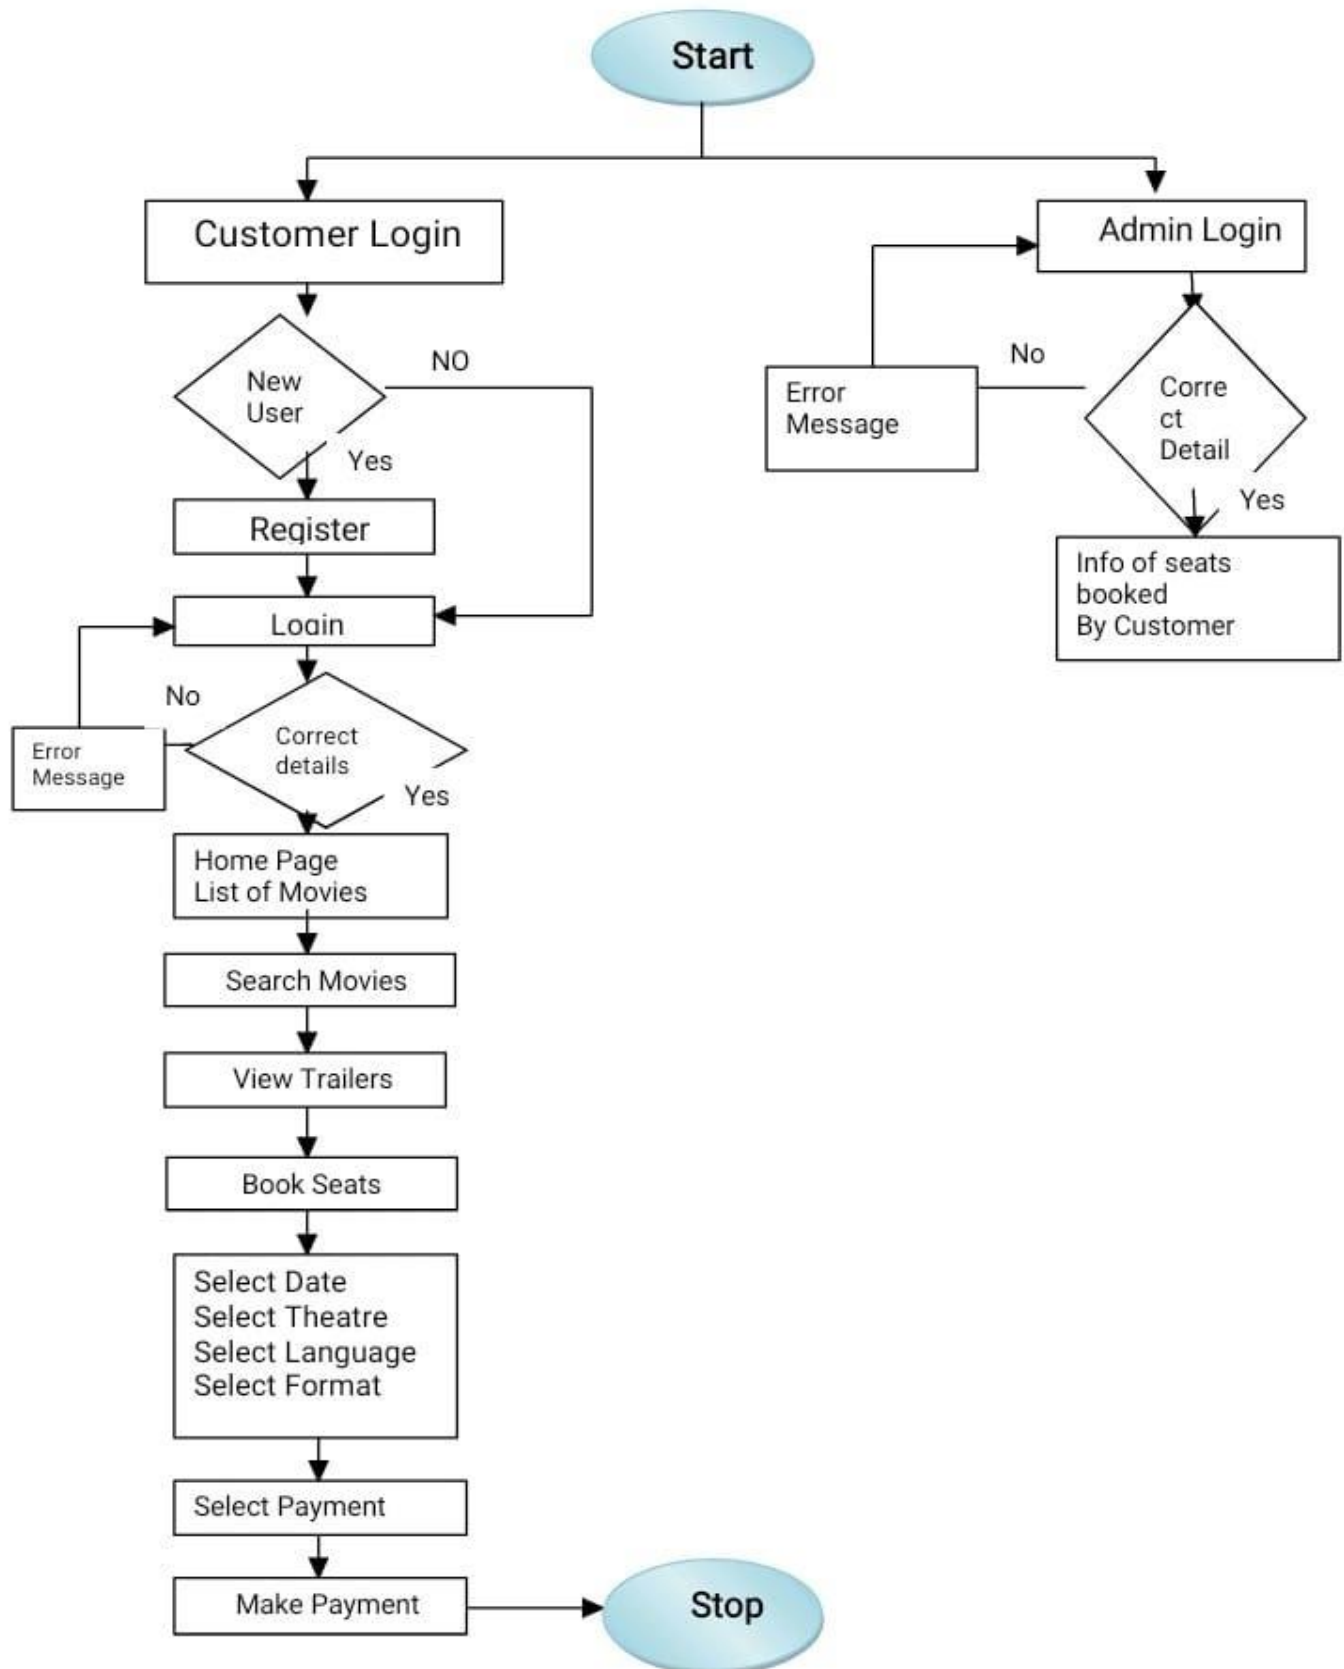 Start
Customer Login
Admin Login
New
User
NO
Yes
Register
Login
No
Error
Message
Correct
details
Yes
Home Page
List of Movies
Search Movies
View Trailers
Book Seats
Select Date
Select Theatre
Select Language
Select Format
Select Payment
Make Payment
Stop
No
Error
Message
Corre
ct
Detail
Yes
Info of seats
booked
By Customer